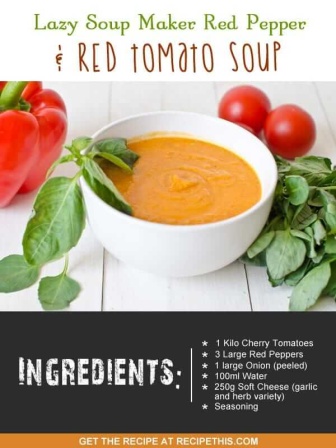 Lazy Soup Maker Red Pepper
& RED TOMATO SOUP
INGREDIENTS:
* 1 Kilo Cherry Tomatoes
* 3 Large Red Peppers
* 1 large Onion (peeled)
* 100ml Water
* 250g Soft Cheese (garlic
and herb variety)
* Seasoning
GET THE RECIPE AT RECIPETHIS.COM